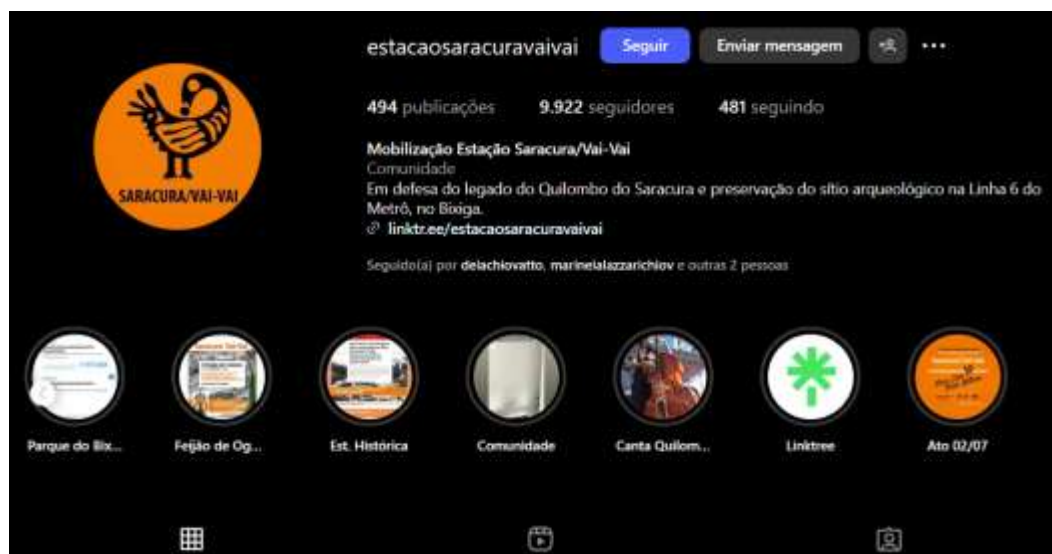 estacaosaracuravaivai Seguir Enviar mensagem
494 publicações 9.922 seguidores 481 seguindo
Mobilização Estação Saracura/Vai-Vai
Comunidade
Em defesa do legado do Quilombo do Saracura e preservação do sítio arqueológico na Linha 6 do
Metrô, no Bixiga.
linktr.ee/estacaosaracuravaivai
Seguido(a) por delachiovatto, marinelalazzarichiov e outras 2 pessoas
SARACURA/VAI-VAI
Parque do Bix... Feijão de Og... Est. Histórica Comunidade Canta Quilom... Linktree Ato 02/07